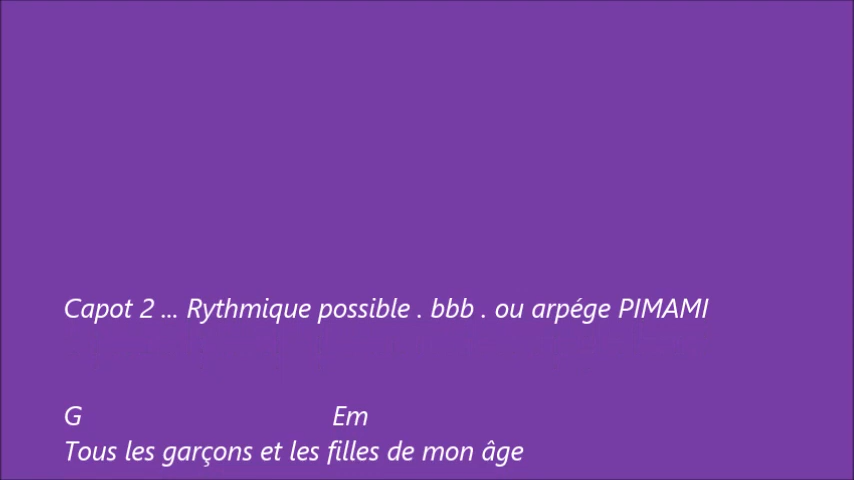 Capot 2 ... Rythmique possible . bbb . ou arpége PIMAMI
G Em
Tous les garçons et les filles de mon âge